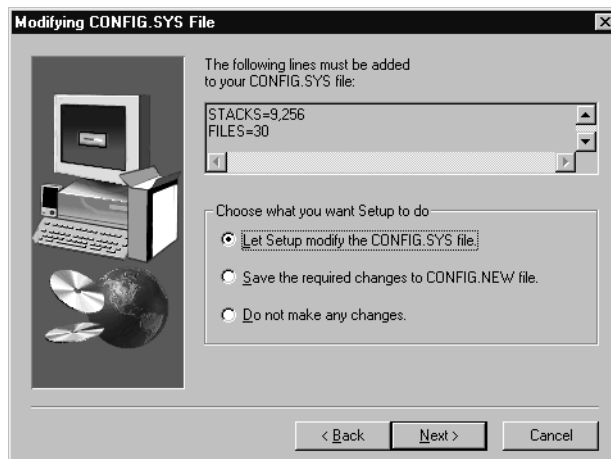 Modifying CONFIG.SYS File
The following lines must be added
to your CONFIG.SYS file:
STACKS=9,256
FILES=30
Choose what you want Setup to do
Let Setup modify the CONFIG.SYS file.
Save the required changes to CONFIG.NEW file.
Do not make any changes.
< Back
Next >
Cancel